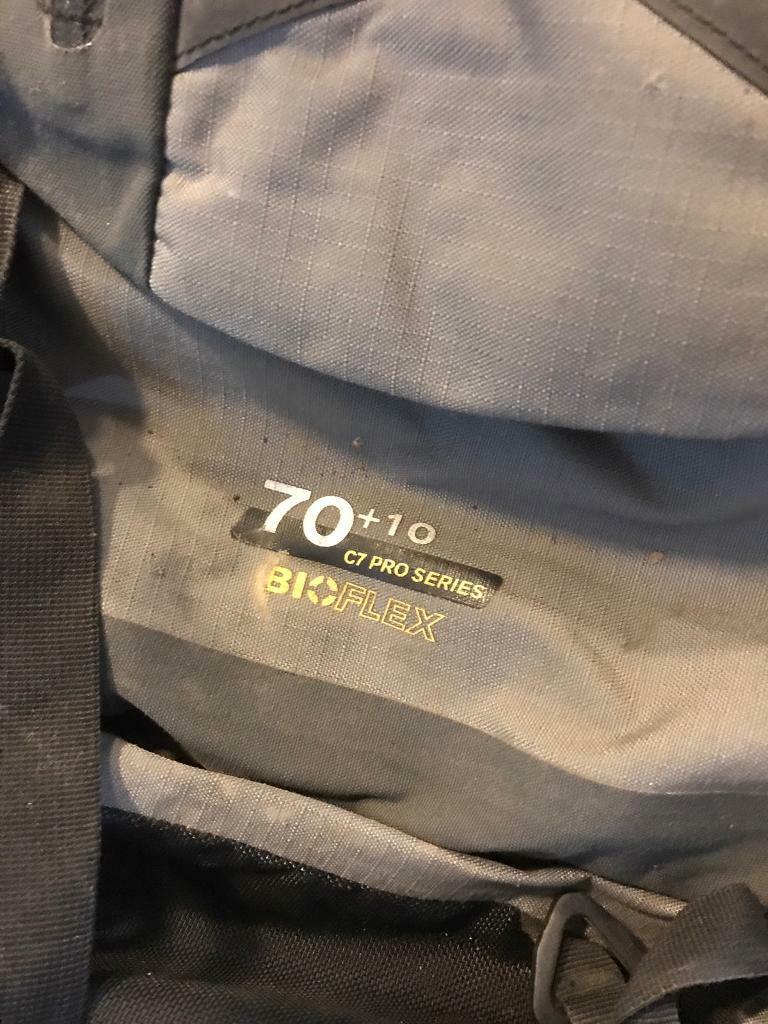 70+10
C7 PRO SERIES
BIOFLEX